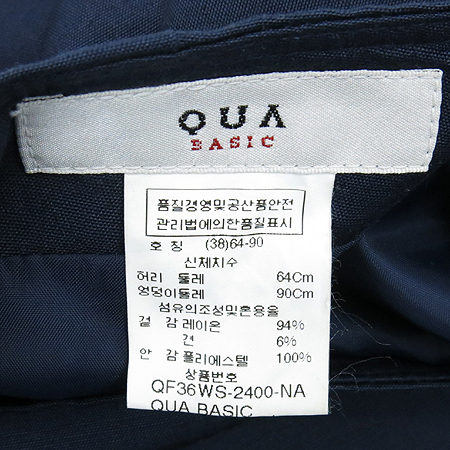 QUA
BASIC
품질경영및공산품안전
관리법에의한품질표시
호 칭 (38)64-90
신체치수
허리 둘레 64Cm
엉덩이둘레 90Cm
섬유의조성및혼용율
겉 감 레이온 94%
견 6%
안 감 폴리에스텔 100%
상품번호
QF36WS-2400-NA
QUA BASIC